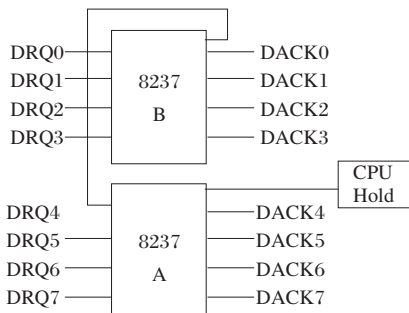 DRQ0
DRQ1
DRQ2
DRQ3
8237
B
DACK0
DACK1
DACK2
DACK3
CPU
Hold
DRQ4
DRQ5
DRQ6
DRQ7
8237
A
DACK4
DACK5
DACK6
DACK7